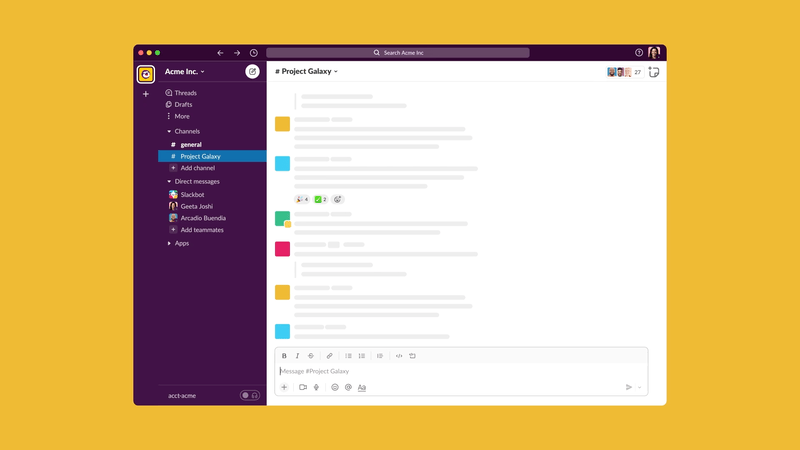 Search Acme Inc
Acme Inc.
Threads
Drafts
More
Channels
# general
# Project Galaxy
+ Add channel
Direct messages
Slackbot
Geeta Joshi
Arcadio Buendia
+ Add teammates
Apps
acct-acme
# Project Galaxy
27
4
2
B I S
Message #Project Galaxy
Aa